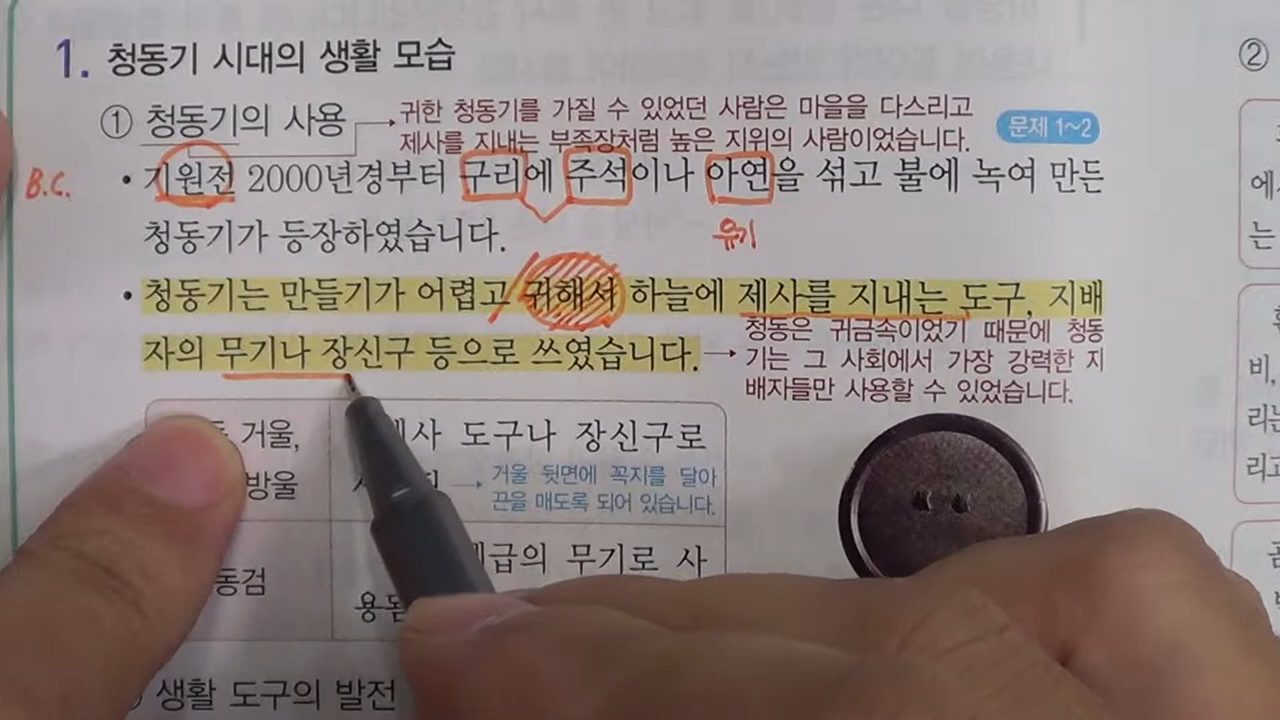 1. 청동기 시대의 생활 모습
②
① 청동기의 사용
귀한 청동기를 가질 수 있었던 사람은 마을을 다스리고
제사를 지내는 부족장처럼 높은 지위의 사람이었습니다.
문제 1~2
B.C.
• 기원전 2000년경부터 구리에 주석이나 아연을 섞고 불에 녹여 만든
청동기가 등장하였습니다.
유기
• 청동기는 만들기가 어렵고 귀해서 하늘에 제사를 지내는 도구, 지배
자의 무기나 장신구 등으로 쓰였습니다.
청동은 귀금속이었기 때문에 청동
기는 그 사회에서 가장 강력한 지
배자들만 사용할 수 있었습니다.
거울,
방울
도구나 장신구로
거울 뒷면에 꼭지를 달아
끈을 매도록 되어 있습니다.
동검
무기로 사
생활 도구의 발전
에
는
비,